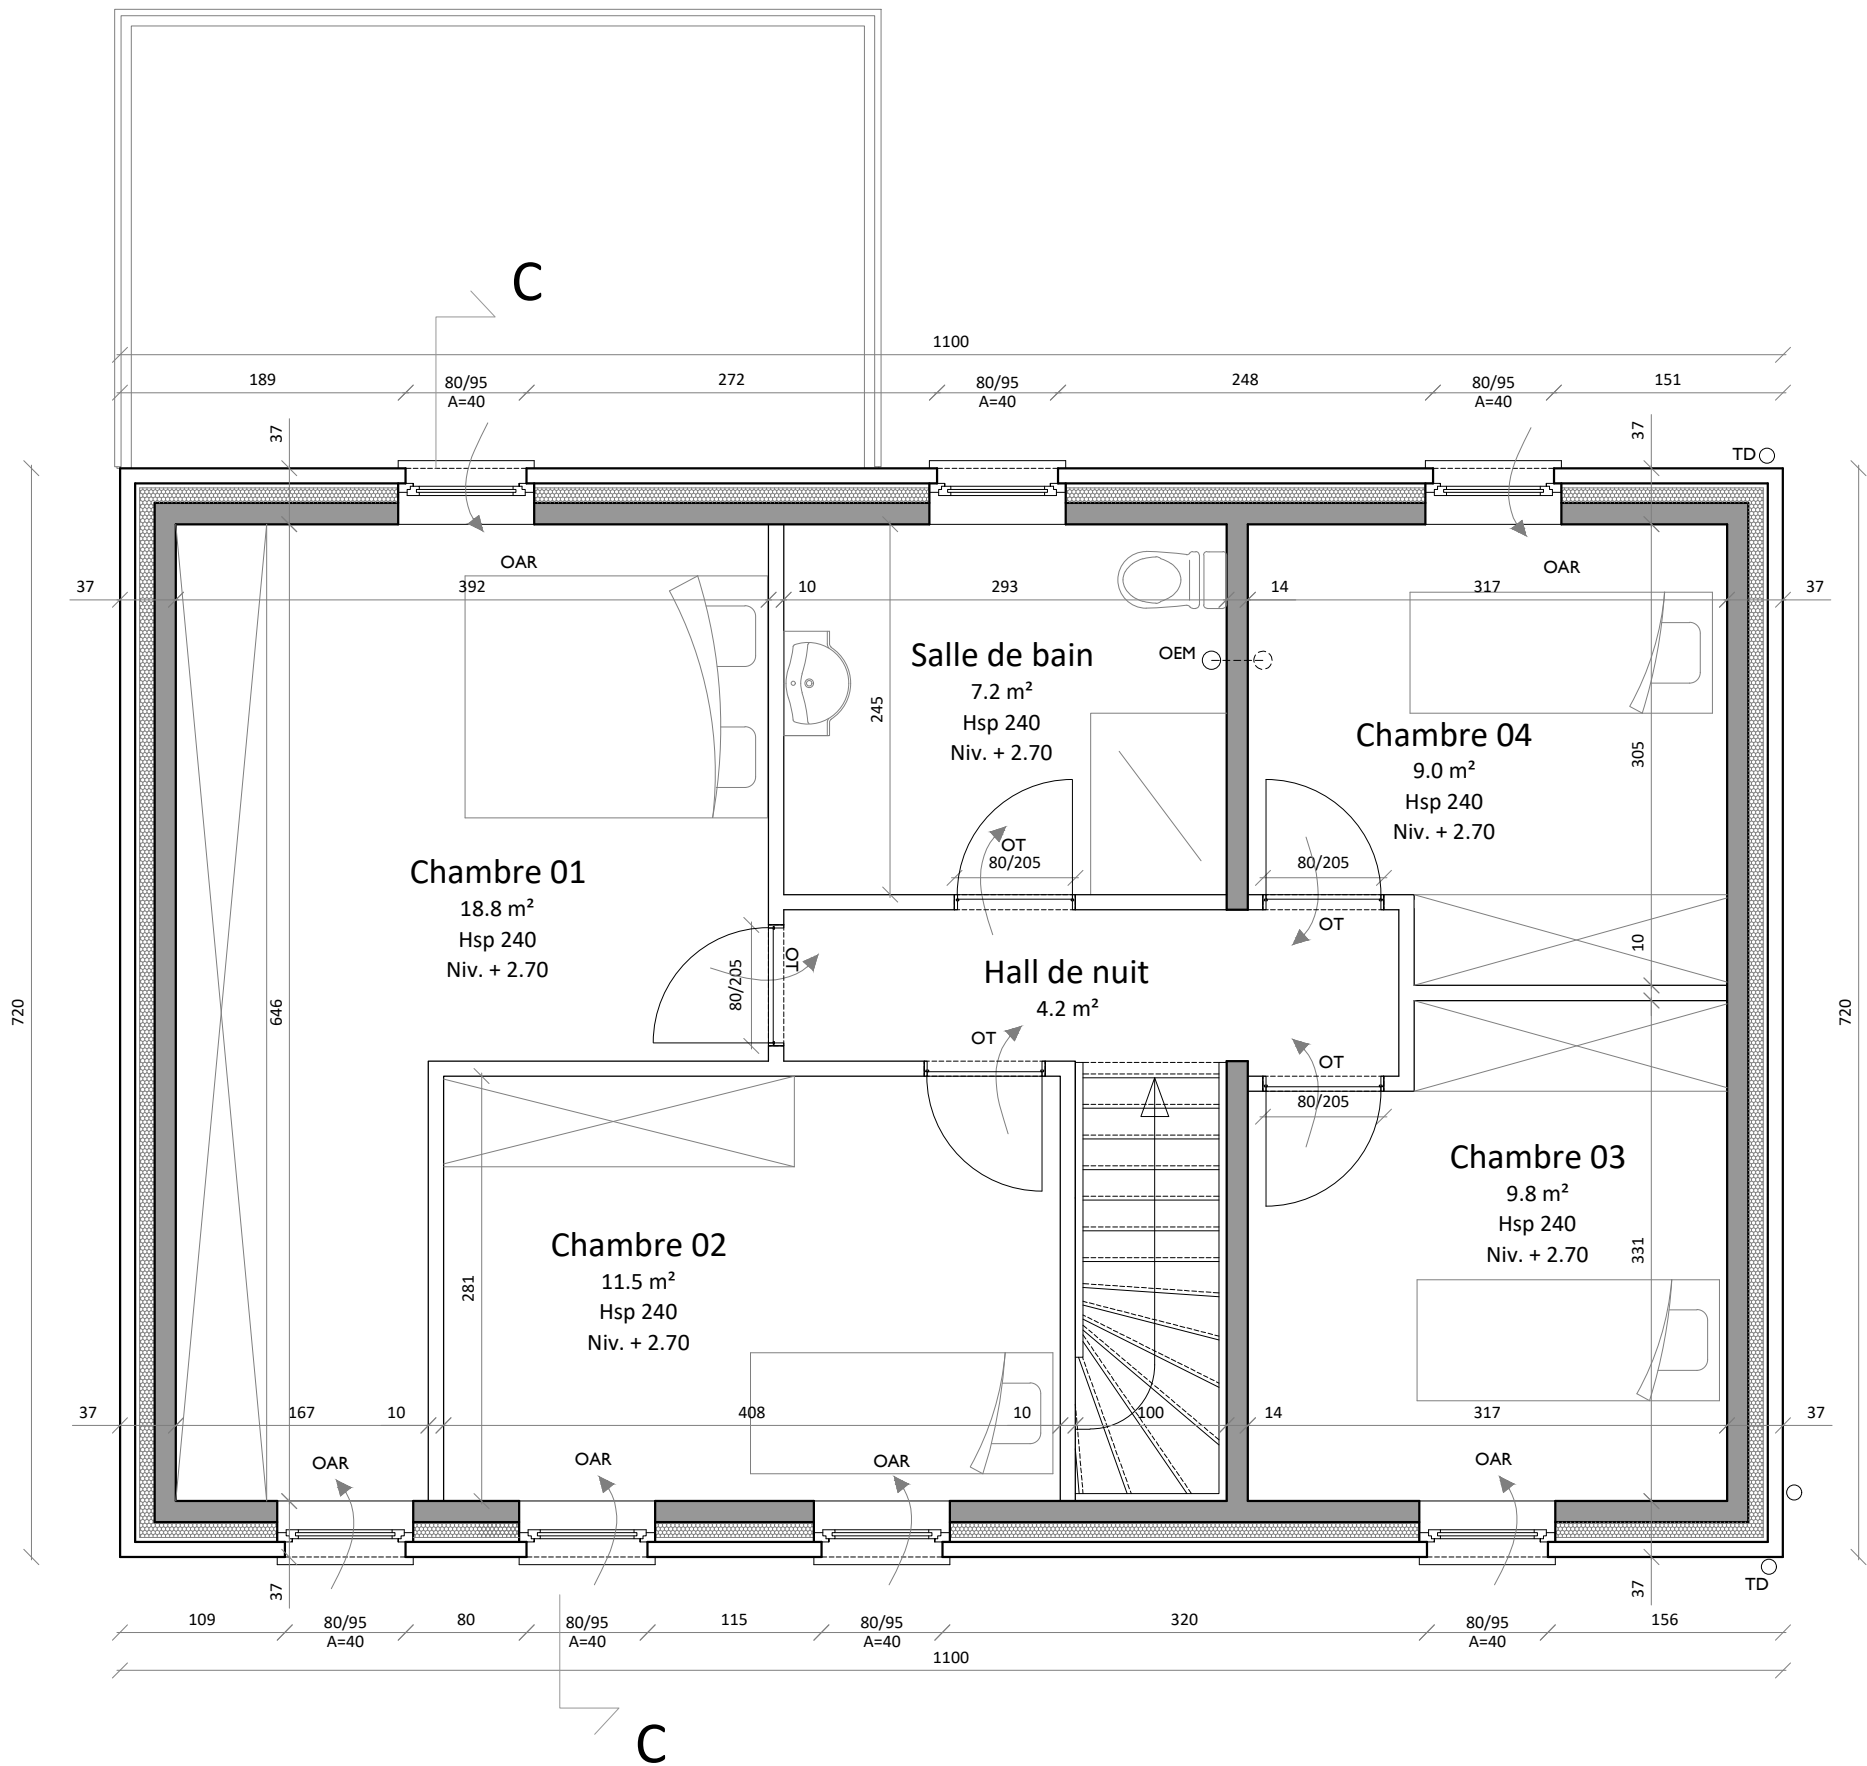 C
1100
189
80/95
A=40
272
80/95
A=40
248
80/95
A=40
151
37
37
TD
OAR
OAR
37
392
10
293
14
317
37
Salle de bain
7.2 m²
Hsp 240
Niv. + 2.70
OEM
245
Chambre 04
9.0 m²
Hsp 240
Niv. + 2.70
305
OT
80/205
80/205
OT
Chambre 01
18.8 m²
Hsp 240
Niv. + 2.70
OT
80/205
10
Hall de nuit
4.2 m²
720
646
720
OT
OT
80/205
Chambre 03
9.8 m²
Hsp 240
Niv. + 2.70
331
Chambre 02
11.5 m²
Hsp 240
Niv. + 2.70
281
37
167
10
408
10
100
14
317
37
OAR
OAR
OAR
OAR
37
37
TD
109
80/95
A=40
80
80/95
A=40
115
80/95
A=40
320
80/95
A=40
156
1100
C